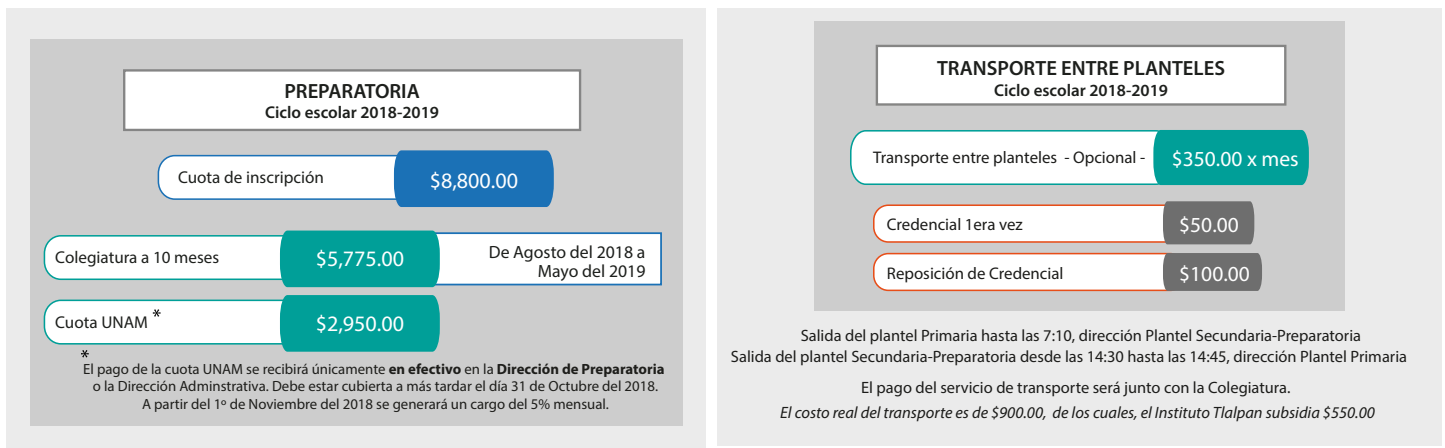 PREPARATORIA
Ciclo escolar 2018-2019
Cuota de inscripción $8,800.00
Colegiatura a 10 meses $5,775.00 De Agosto del 2018 a
Mayo del 2019
Cuota UNAM * $2,950.00
*
El pago de la cuota UNAM se recibirá únicamente en efectivo en la Dirección de Preparatoria
o la Dirección Adminstrativa. Debe estar cubierta a más tardar el día 31 de Octubre del 2018.
A partir del 1º de Noviembre del 2018 se generará un cargo del 5% mensual.
TRANSPORTE ENTRE PLANTELES
Ciclo escolar 2018-2019
Transporte entre planteles - Opcional - $350.00 x mes
Credencial 1era vez $50.00
Reposición de Credencial $100.00
Salida del plantel Primaria hasta las 7:10, dirección Plantel Secundaria-Preparatoria
Salida del plantel Secundaria-Preparatoria desde las 14:30 hasta las 14:45, dirección Plantel Primaria
El pago del servicio de transporte será junto con la Colegiatura.
El costo real del transporte es de $900.00, de los cuales, el Instituto Tlalpan subsidia $550.00